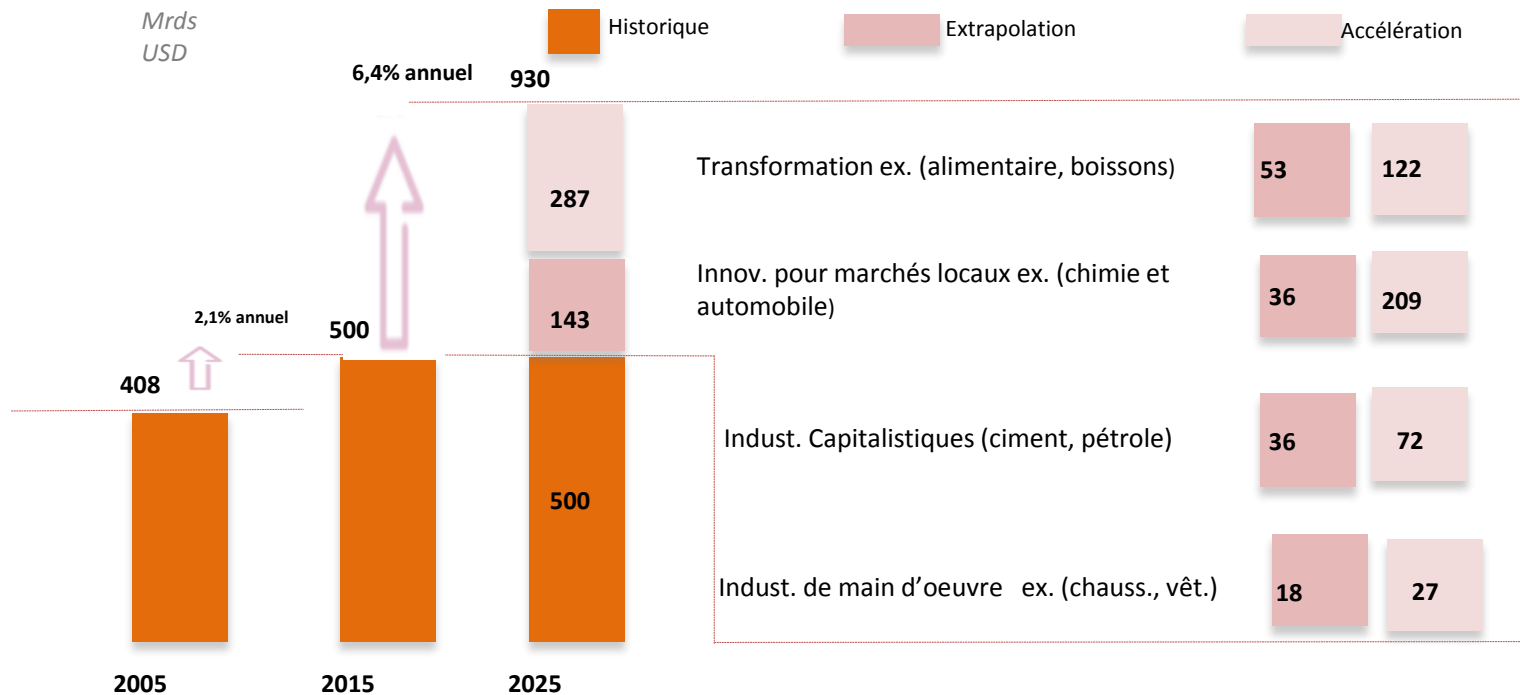 Mrds
USD
Historique
Extrapolation
Accélération
6,4% annuel
930
Transformation ex. (alimentaire, boissons)
53
122
287
Innov. pour marchés locaux ex. (chimie et
automobile)
36
209
2,1% annuel
500
143
408
Indust. Capitalistiques (ciment, pétrole)
36
72
500
Indust. de main d’oeuvre ex. (chauss., vêt.)
18
27
2005
2015
2025